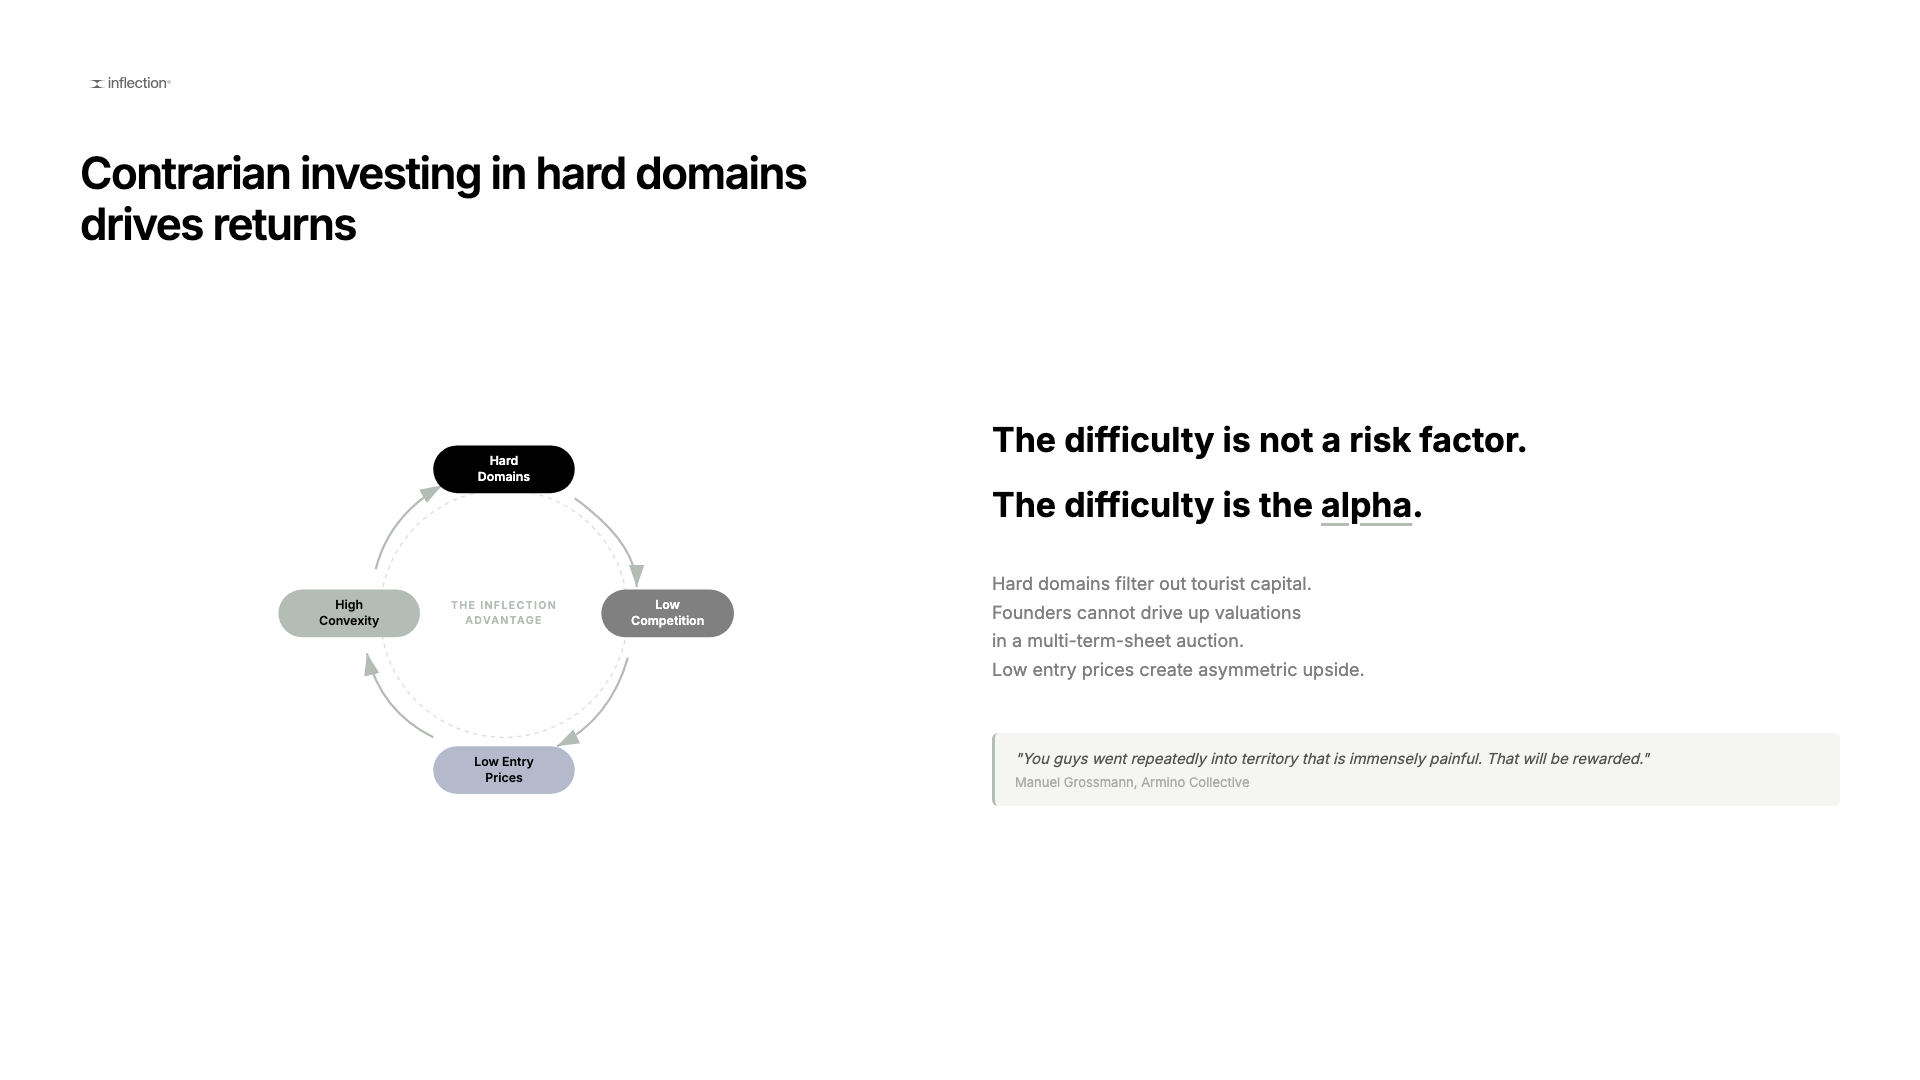 inflection
Contrarian investing in hard domains
drives returns
Hard
Domains
High
Convexity
THE INFLECTION
ADVANTAGE
Low
Competition
Low Entry
Prices
The difficulty is not a risk factor.
The difficulty is the alpha.
Hard domains filter out tourist capital.
Founders cannot drive up valuations
in a multi-term-sheet auction.
Low entry prices create asymmetric upside.
"You guys went repeatedly into territory that is immensely painful. That will be rewarded."
Manuel Grossmann, Armino Collective